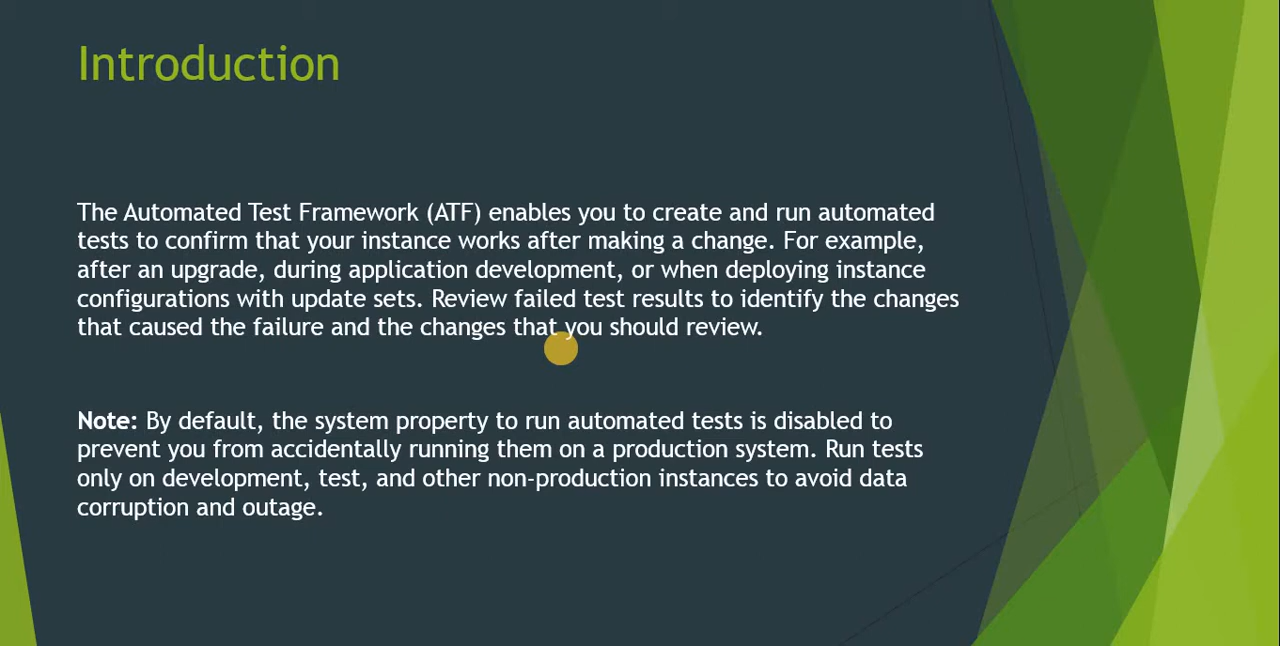 Introduction
The Automated Test Framework (ATF) enables you to create and run automated
tests to confirm that your instance works after making a change. For example,
after an upgrade, during application development, or when deploying instance
configurations with update sets. Review failed test results to identify the changes
that caused the failure and the changes that you should review.
Note: By default, the system property to run automated tests is disabled to
prevent you from accidentally running them on a production system. Run tests
only on development, test, and other non-production instances to avoid data
corruption and outage.